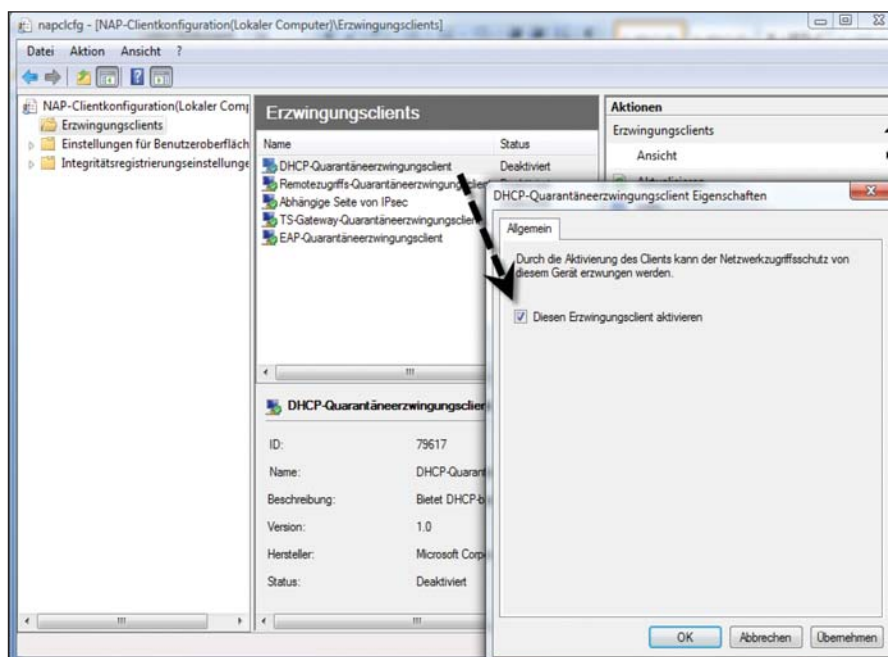 napclcfg - [NAP-Clientkonfiguration(Lokaler Computer)\Erzwingungsclients]
Datei Aktion Ansicht ?
NAP-Clientkonfiguration(Lokaler Comp
Erzwingungsclients
Einstellungen für Benutzeroberfläch
Integritätsregistrierungseinstellunge
Erzwingungsclients
Name Status
DHCP-Quarantäneerzwingungsclient Deaktiviert
Remotezugriffs-Quarantäneerzwingungsclien
Abhängige Seite von IPsec
TS-Gateway-Quarantäneerzwingungsclient
EAP-Quarantäneerzwingungsclient
DHCP-Quarantäneerzwingungsclien
ID: 79617
Name: DHCP-Quarant
Beschreibung: Bietet DHCP-b
Version: 1.0
Hersteller: Microsoft Corp
Status: Deaktiviert
Aktionen
Erzwingungsclients
Ansicht
Aktualisieren
DHCP-Quarantäneerzwingungsclient Eigenschaften
Allgemein
Durch die Aktivierung des Clients kann der Netzwerkzugriffsschutz von
diesem Gerät erzwungen werden.
Diesen Erzwingungsclient aktivieren
OK Abbrechen Übernehmen